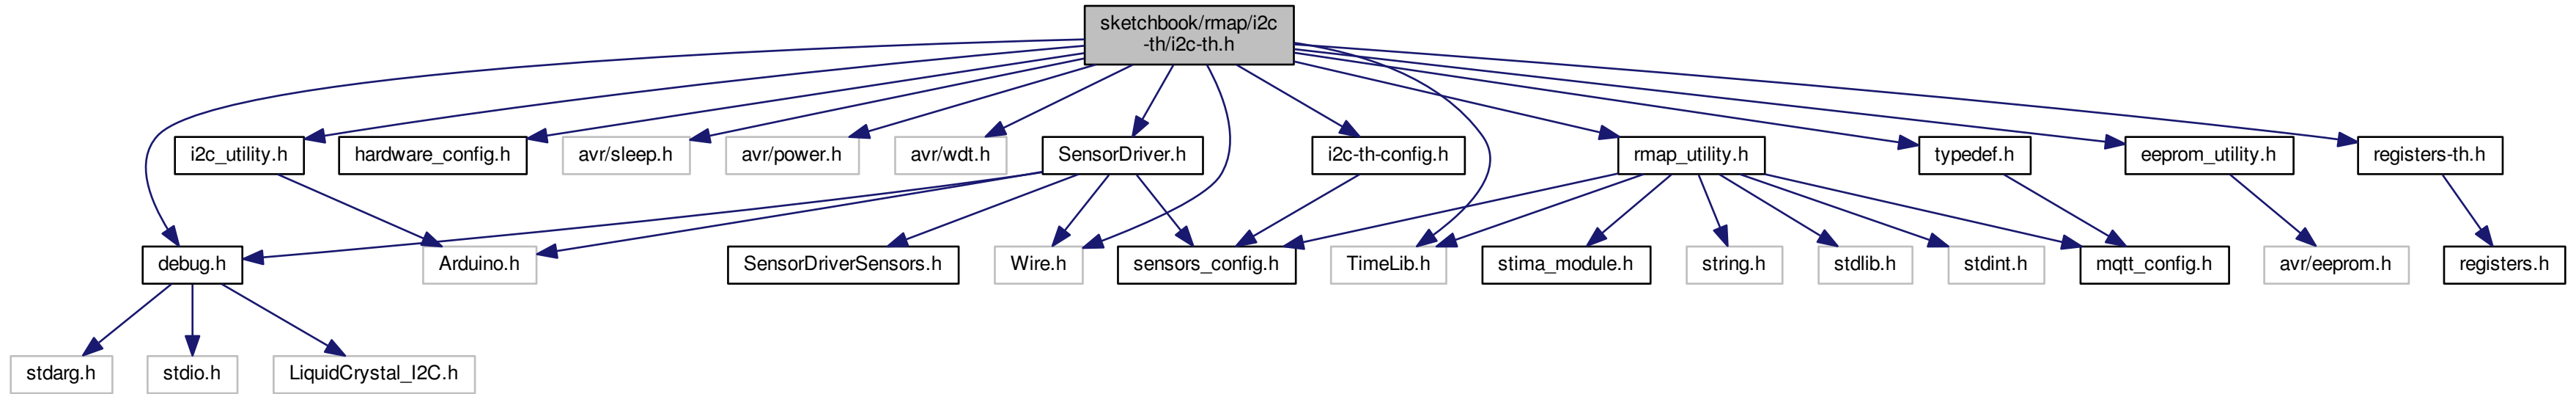 sketchbook/rmap/i2c
-th/i2c-th.h
i2c_utility.h
hardware_config.h
avr/sleep.h
avr/power.h
avr/wdt.h
SensorDriver.h
i2c-th-config.h
rmap_utility.h
typedef.h
eeprom_utility.h
registers-th.h
debug.h
Arduino.h
SensorDriverSensors.h
Wire.h
sensors_config.h
TimeLib.h
stima_module.h
string.h
stdlib.h
stdint.h
mqtt_config.h
avr/eeprom.h
registers.h
stdarg.h
stdio.h
LiquidCrystal_I2C.h